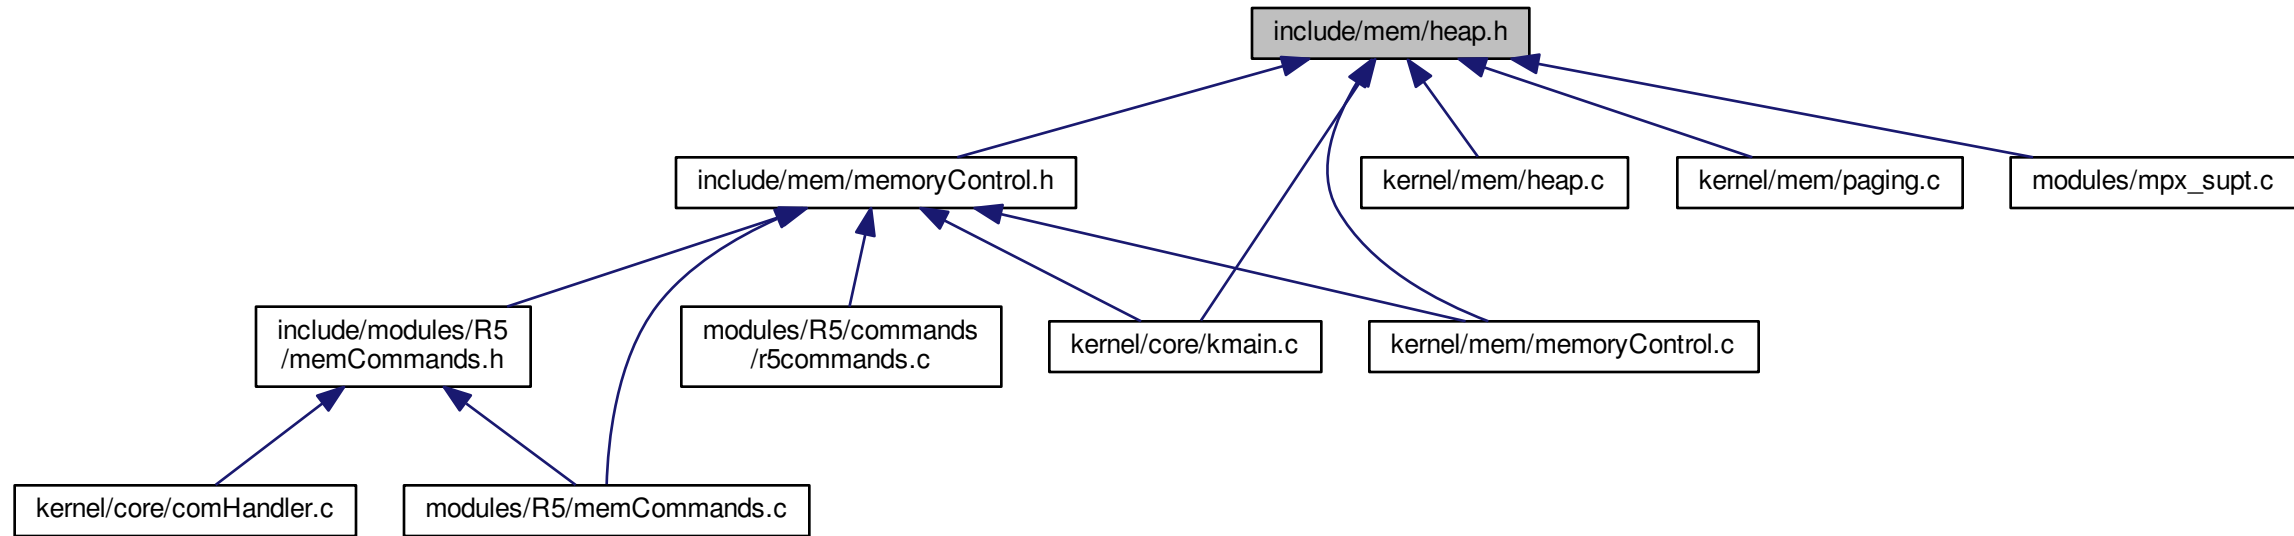 include/mem/heap.h
include/mem/memoryControl.h
kernel/mem/heap.c
kernel/mem/paging.c
modules/mpx_supt.c
include/modules/R5
/memCommands.h
modules/R5/commands
/r5commands.c
kernel/core/kmain.c
kernel/mem/memoryControl.c
kernel/core/comHandler.c
modules/R5/memCommands.c